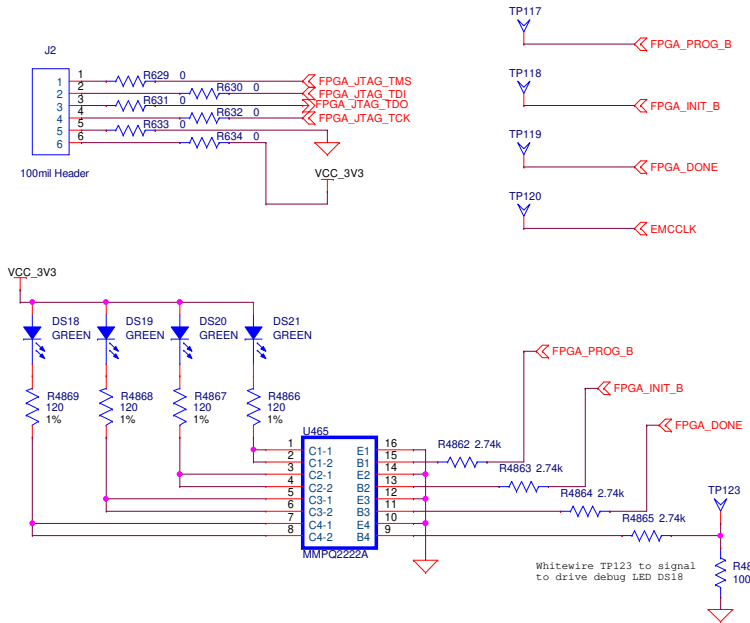 TP117
FPGA_PROG_B
J2
1 1 R629 0 FPGA_JTAG_TMS
2 2 R630 0 FPGA_JTAG_TDI
3 3 R631 0 FPGA_JTAG_TDO
4 4 R632 0 FPGA_JTAG_TCK
5 5 R633 0
6 6 R634 0
100mil Header
VCC_3V3
TP118
FPGA_INIT_B
TP119
FPGA_DONE
TP120
EMCCLK
VCC_3V3
DS18 DS19 DS20 DS21
GREEN GREEN GREEN GREEN
R4869 R4868 R4867 R4866
120 120 120 120
1% 1% 1% 1%
FPGA_PROG_B
FPGA_INIT_B
FPGA_DONE
U465
1 C1-1 E1 16
2 C1-2 B1 15 R4862 2.74k
3 C2-1 E2 14
4 C2-2 B2 13 R4863 2.74k
5 C3-1 E3 12
6 C3-2 B3 11 R4864 2.74k
7 C4-1 E4 10
8 C4-2 B4 9 R4865 2.74k
MMPQ2222A
TP123
Whitewire TP123 to signal
to drive debug LED DS18